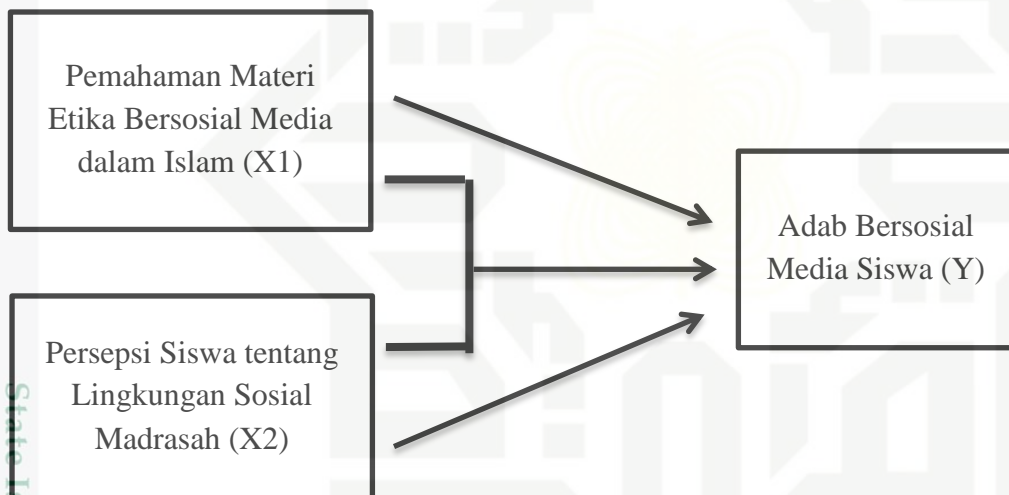 Pemahaman Materi
Etika Bersosial Media
dalam Islam (X1)
Adab Bersosial
Media Siswa (Y)
Persepsi Siswa tentang
Lingkungan Sosial
Madrasah (X2)
State